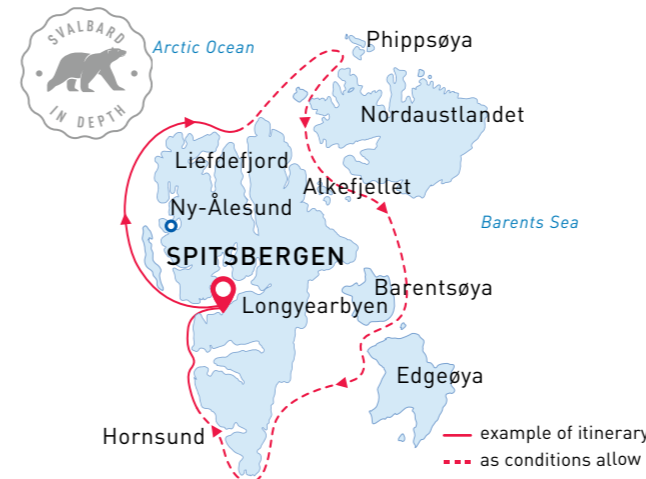 SVALBARD
IN DEPTH
Arctic Ocean
Phippsøya
Nordaustlandet
Liefdefjord
Alkefjellet
Ny-Ålesund
Barents Sea
SPITSBERGEN
Barentsøya
Longyearbyen
Edgeøya
Hornsund
example of itinerary
as conditions allow